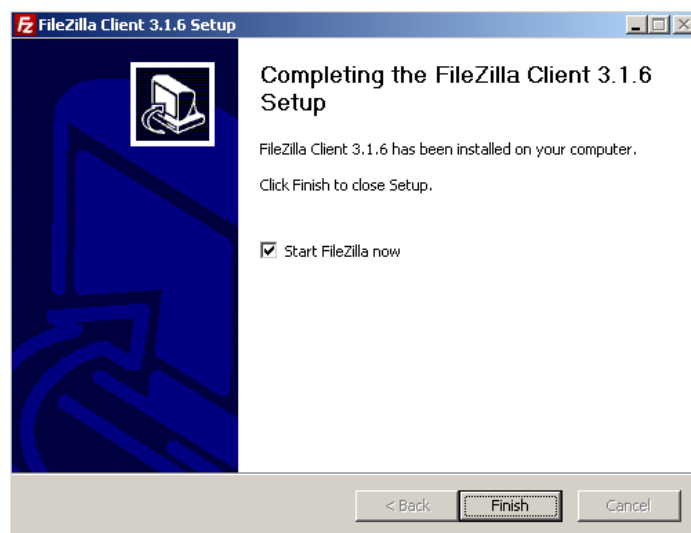 FileZilla Client 3.1.6 Setup
Completing the FileZilla Client 3.1.6
Setup
FileZilla Client 3.1.6 has been installed on your computer.
Click Finish to close Setup.
Start FileZilla now
< Back Finish Cancel